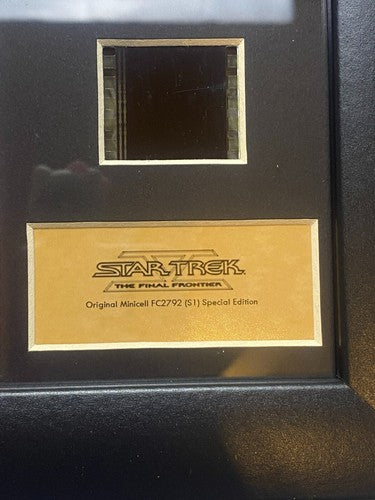 STAR TREK
V
THE FINAL FRONTIER
Original Minicell FC2792 (S1) Special Edition